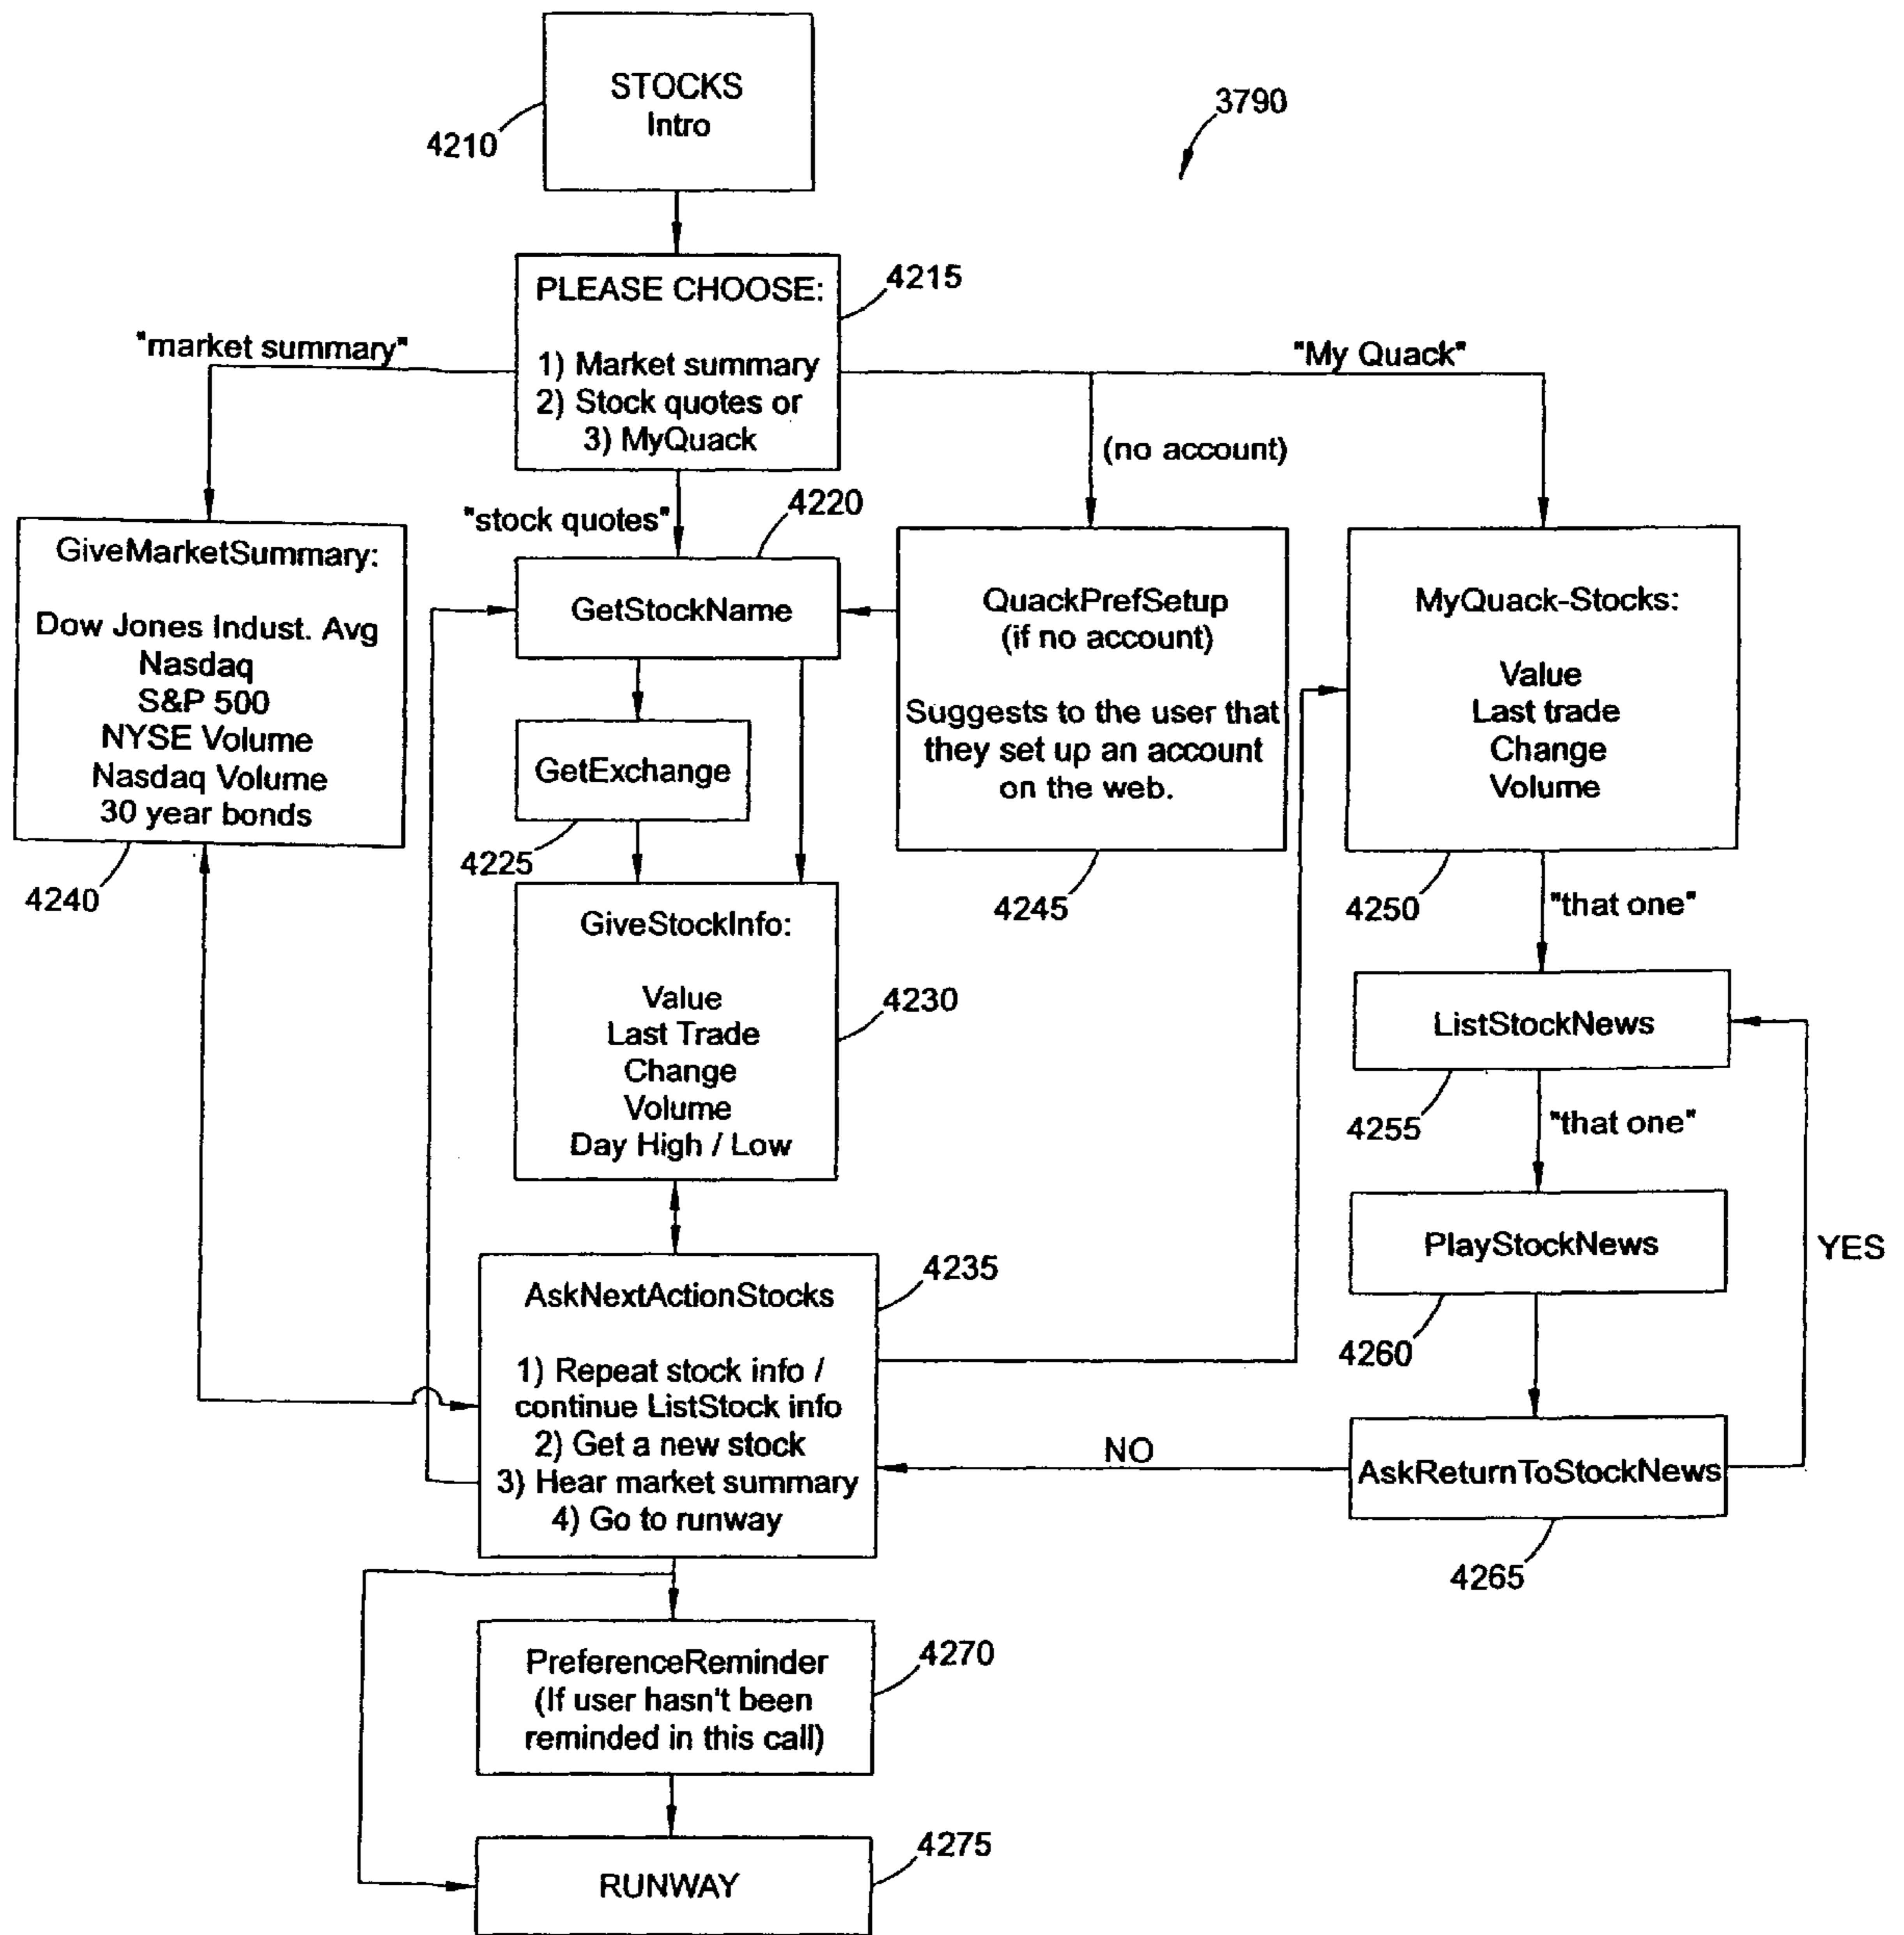 STOCKS
Intro
4210
3790
PLEASE CHOOSE:
1) Market summary
2) Stock quotes or
3) MyQuack
4215
"market summary"
"My Quack"
(no account)
"stock quotes"
4220
GiveMarketSummary:
Dow Jones Indust. Avg
Nasdaq
S&P 500
NYSE Volume
Nasdaq Volume
30 year bonds
4240
GetStockName
GetExchange
4225
QuackPrefSetup
(if no account)
Suggests to the user that
they set up an account
on the web.
4245
MyQuack-Stocks:
Value
Last trade
Change
Volume
4250
"that one"
GiveStockInfo:
Value
Last Trade
Change
Volume
Day High / Low
4230
ListStockNews
4255
"that one"
PlayStockNews
4260
YES
AskNextActionStocks
1) Repeat stock info /
continue ListStock info
2) Get a new stock
3) Hear market summary
4) Go to runway
4235
NO
AskReturnToStockNews
4265
PreferenceReminder
(If user hasn't been
reminded in this call)
4270
RUNWAY
4275